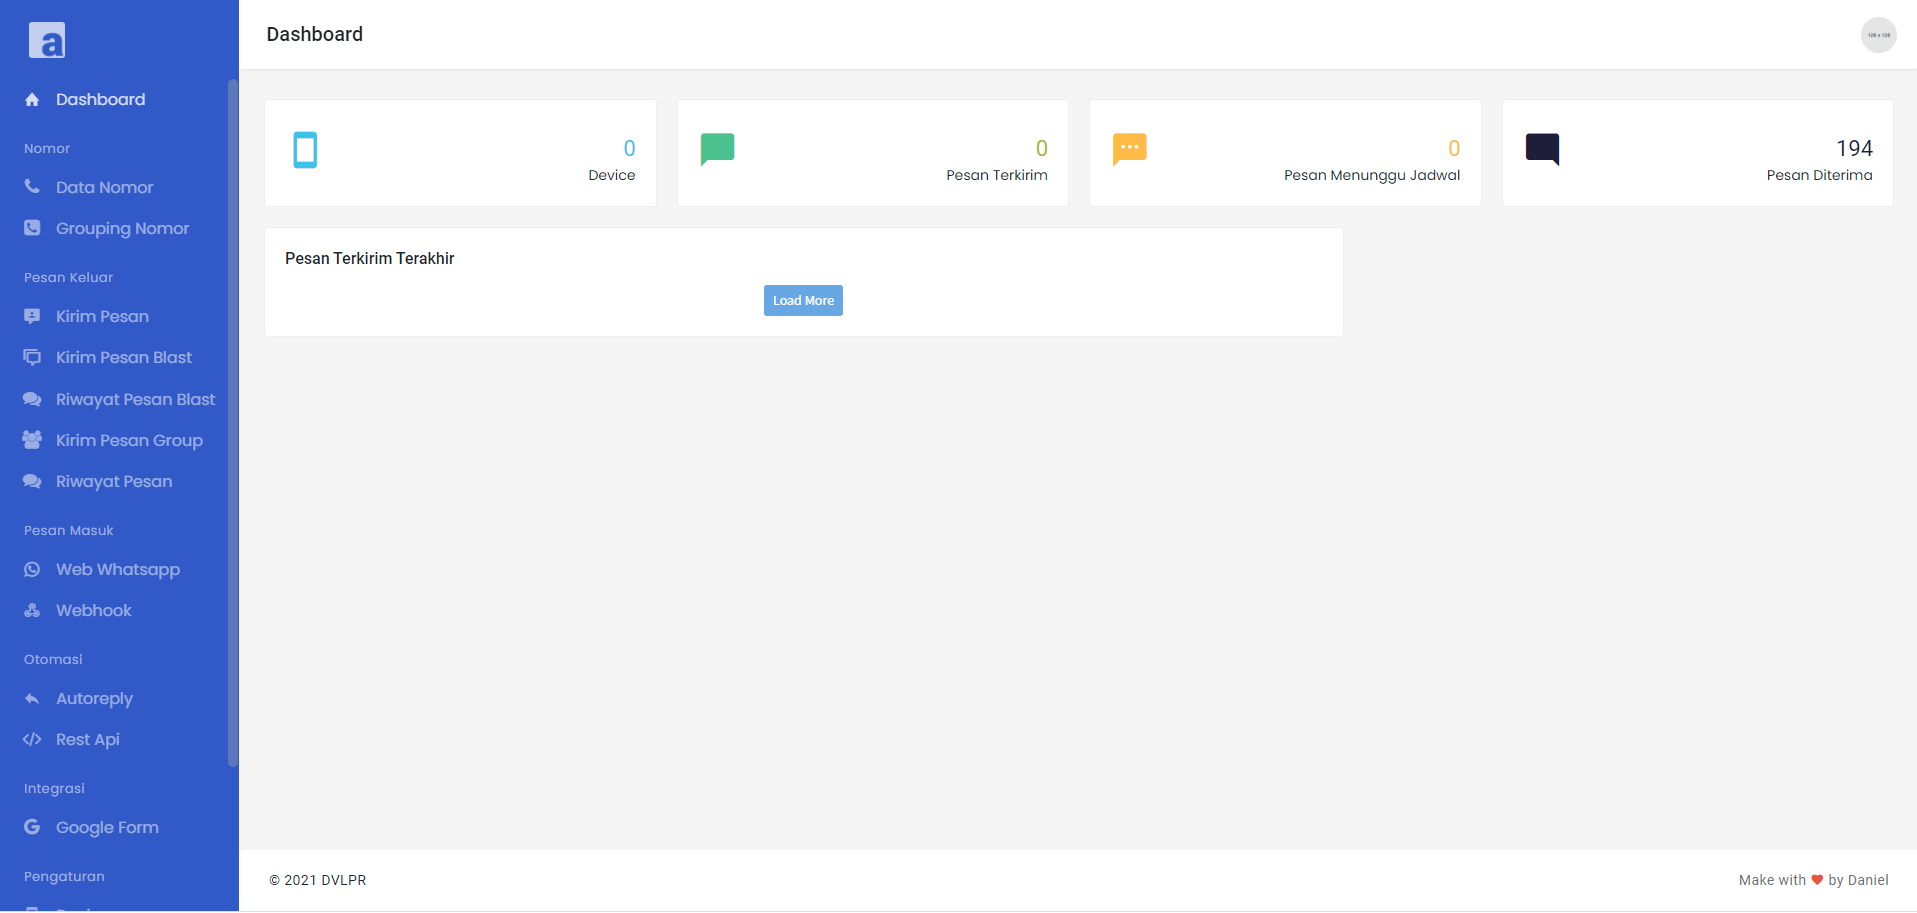 a
Dashboard
Nomor
Data Nomor
Grouping Nomor
Pesan Keluar
Kirim Pesan
Kirim Pesan Blast
Riwayat Pesan Blast
Kirim Pesan Group
Riwayat Pesan
Pesan Masuk
Web Whatsapp
Webhook
Otomasi
Autoreply
Rest Api
Integrasi
Google Form
Pengaturan
Dashboard
128 x 128
0
Device
0
Pesan Terkirim
0
Pesan Menunggu Jadwal
194
Pesan Diterima
Pesan Terkirim Terakhir
Load More
© 2021 DVLPR
Make with ❤ by Daniel